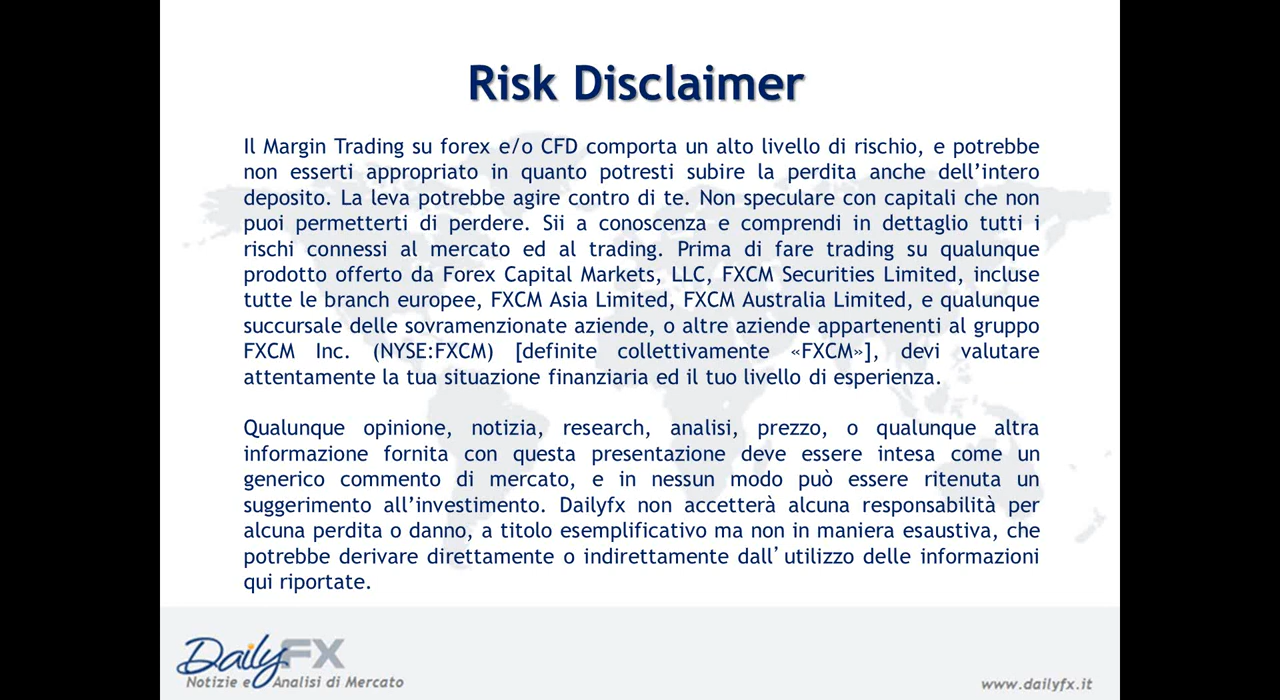 Risk Disclaimer
Il Margin Trading su forex e/o CFD comporta un alto livello di rischio, e potrebbe
non esserti appropriato in quanto potresti subire la perdita anche dell’intero
deposito. La leva potrebbe agire contro di te. Non speculare con capitali che non
puoi permetterti di perdere. Sii a conoscenza e comprendi in dettaglio tutti i
rischi connessi al mercato ed al trading. Prima di fare trading su qualunque
prodotto offerto da Forex Capital Markets, LLC, FXCM Securities Limited, incluse
tutte le branch europee, FXCM Asia Limited, FXCM Australia Limited, e qualunque
succursale delle sovramenzionate aziende, o altre aziende appartenenti al gruppo
FXCM Inc. (NYSE:FXCM) [definite collettivamente «FXCM»], devi valutare
attentamente la tua situazione finanziaria ed il tuo livello di esperienza.
Qualunque opinione, notizia, research, analisi, prezzo, o qualunque altra
informazione fornita con questa presentazione deve essere intesa come un
generico commento di mercato, e in nessun modo può essere ritenuta un
suggerimento all’investimento. Dailyfx non accetterà alcuna responsabilità per
alcuna perdita o danno, a titolo esemplificativo ma non in maniera esaustiva, che
potrebbe derivare direttamente o indirettamente dall’utilizzo delle informazioni
qui riportate.
DailyFX
Notizie e Analisi di Mercato
www.dailyfx.it